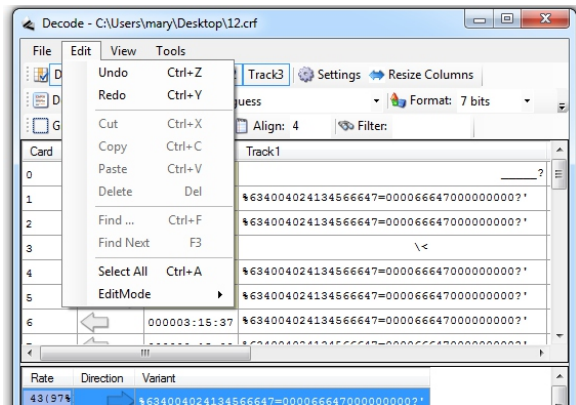 Decode - C:\Users\mary\Desktop\12.crf
File Edit View Tools
Track3 Settings Resize Columns
Undo Ctrl+Z
Redo Ctrl+Y
uess Format: 7 bits
Cut Ctrl+X
Align: 4 Filter:
Copy Ctrl+C
Card Track1
Paste Ctrl+V
0 _____?
Delete Del
1 %634004024134566647=0000666470000000000?'
Find ... Ctrl+F
2 %634004024134566647=0000666470000000000?'
Find Next F3
3 \<
Select All Ctrl+A
4 %634004024134566647=0000666470000000000?'
EditMode
5 %634004024134566647=0000666470000000000?'
6 000003:15:37 %634004024134566647=0000666470000000000?'
Rate Direction Variant
43(97% %634004024134566647=0000666470000000000?'